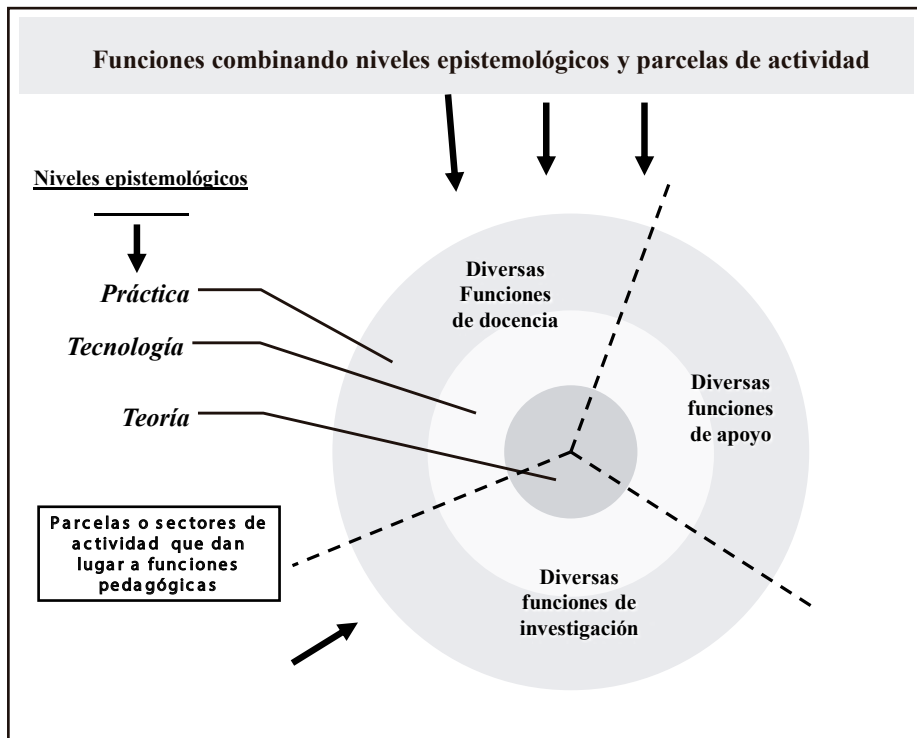 Funciones combinando niveles epistemológicos y parcelas de actividad
Niveles epistemológicos
Práctica
Tecnología
Teoría
Diversas
Funciones
de docencia
Diversas
funciones
de apoyo
Parcelas o sectores de
actividad que dan
lugar a funciones
pedagógicas
Diversas
funciones de
investigación